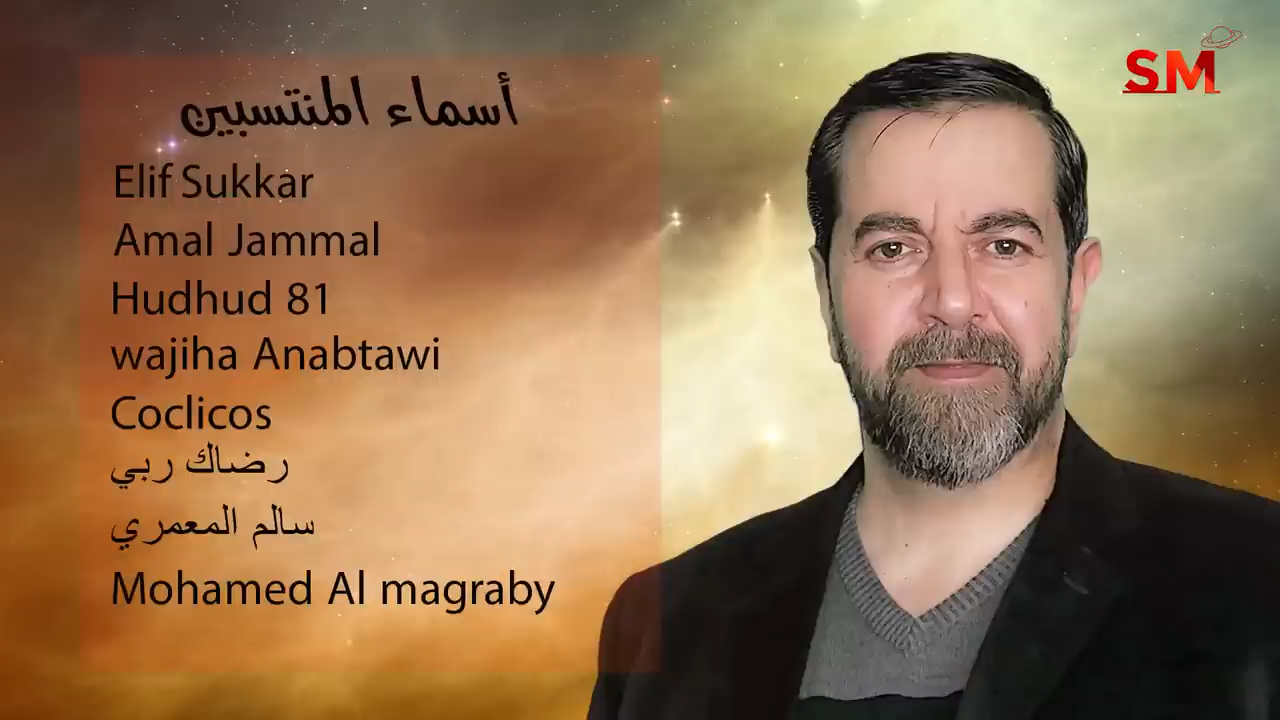 أسماء المنتسبين
Elif Sukkar
Amal Jammal
Hudhud 81
wajiha Anabtawi
Coclicos
رضاك ربي
سالم المعمري
Mohamed Al magraby
SM